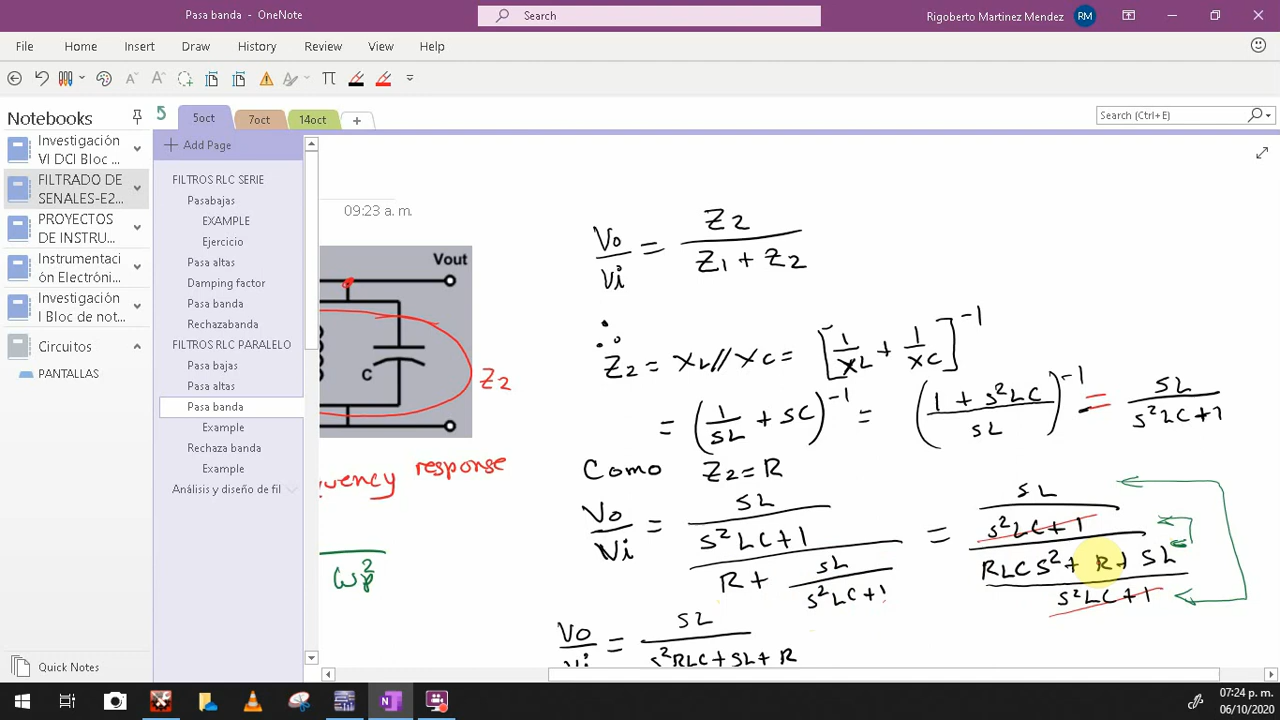 Pasa banda - OneNote
Search
Rigoberto Martinez Mendez RM
File Home Insert Draw History Review View Help
Notebooks
5oct 7oct 14oct +
Search (Ctrl+E)
Investigación
VI DCI Bloc ...
FILTRADO DE
SENALES-E2...
PROYECTOS
DE INSTRU...
Instrumentaci
ón Electróni...
Investigación
I Bloc de not...
Circuitos
PANTALLAS
Quick Notes
Add Page
FILTROS RLC SERIE
Pasabajas
EXAMPLE
Ejercicio
Pasa altas
Damping factor
Pasa banda
Rechazabanda
FILTROS RLC PARALELO
Pasa bajas
Pasa altas
Pasa banda
Example
Rechaza banda
Example
Análisis y diseño de fil
09:23 a. m.
Vout
C
Z2
uency response
Vo/Vi = Z2/(Z1 + Z2)
∴
Z2 = XL // XC = [1/XL + 1/XC]^-1
= (1/SL + SC)^-1 = ((1 + S²LC)/SL)^-1 = SL/(S²LC+1)
Como Z2 = R
Vo/Vi = (SL/(S²LC+1))/(R + SL/(S²LC+1)) = (SL/(S²LC+1))/((RLCS² + R + SL)/(S²LC+1))
Vo/Vi = SL/(S²RLC + SL + R)
07:24 p. m.
06/10/2020